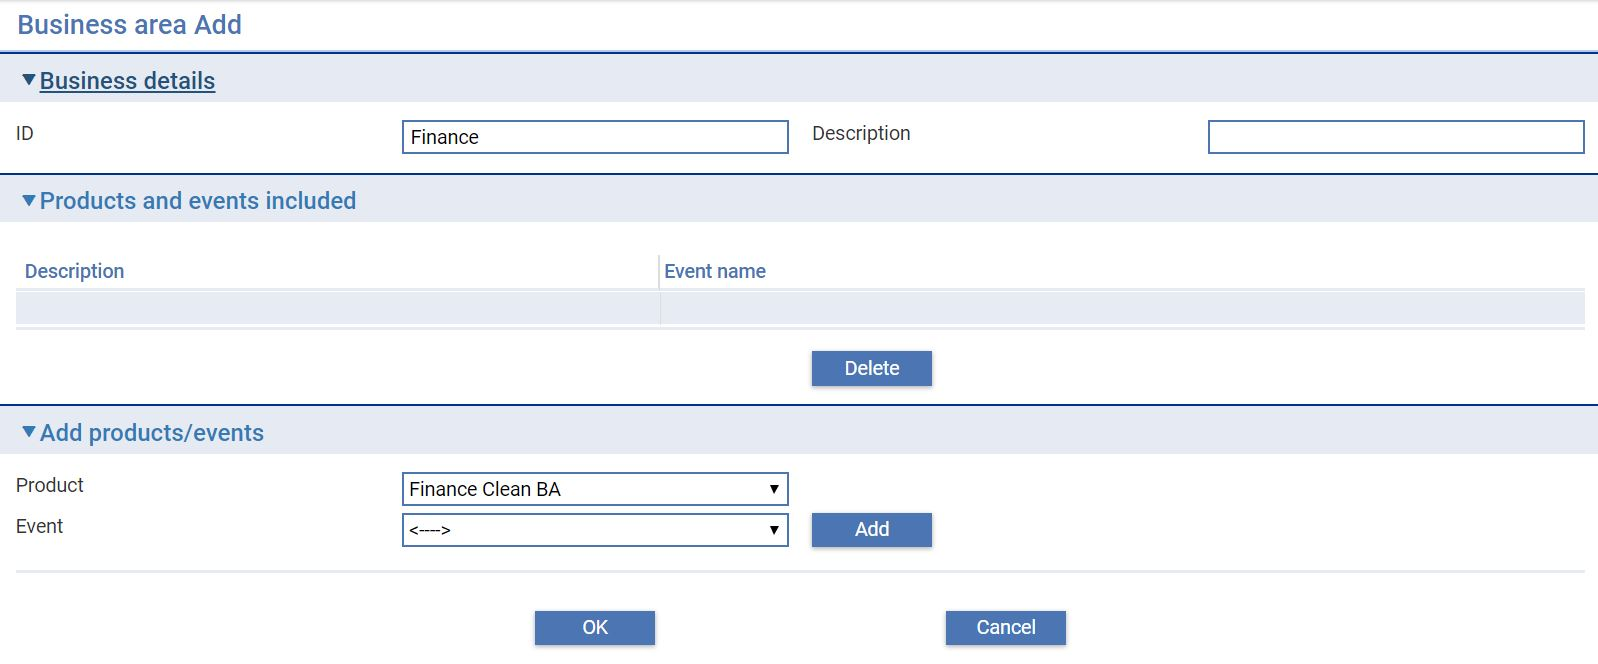 Business area Add
Business details
ID Finance Description
Products and events included
Description Event name
Delete
Add products/events
Product Finance Clean BA
Event <----> Add
OK Cancel